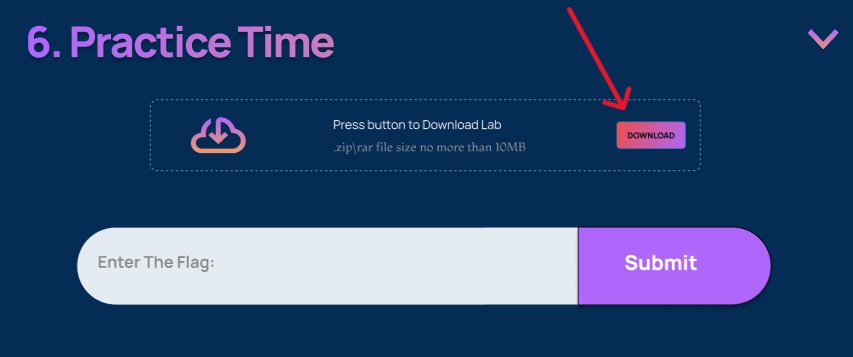 6. Practice Time
Press button to Download Lab
.zip\rar file size no more than 10MB
DOWNLOAD
Enter The Flag:
Submit